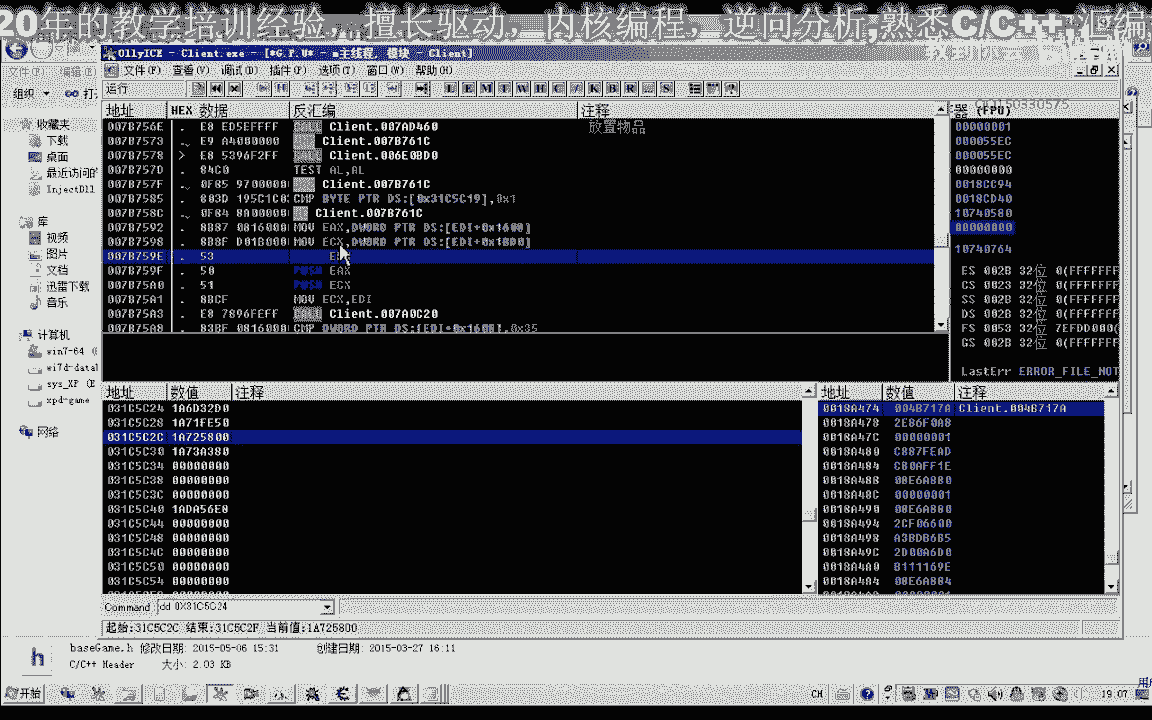 20年的教学培训经验，擅长驱动，内核编程，逆向分析,熟悉C/C++,汇编,
OllyICE - Client.exe - [*G.P.U* - 主线程, 模块 - Client]
文件(F) 查看(V) 调试(D) 插件(P) 选项(T) 窗口(W) 帮助(H)
组织
运行
地址 HEX 数据 反汇编 注释
器 (FPU)
007B756E . E8 ED5EFFFF CALL Client.007AD460 放置物品
007B7573 . E9 A4000000 Client.007B761C
007B7578 > E8 5396F2FF CALL Client.006E0BD0
007B757D . 84C0 TEST AL,AL
007B757F . 0F85 97000000 Client.007B761C
007B7585 . 803D 195C1C03 CMP BYTE PTR DS:[0x31C5C19],0x1
007B758C . 0F84 8A000000 Client.007B761C
007B7592 . 8B87 08160000 MOV EAX,DWORD PTR DS:[EDI+0x1608]
007B7598 . 8B8F D01B0000 MOV ECX,DWORD PTR DS:[EDI+0x1BD0]
007B759E . 53
007B759F . 50 PUSH EAX
007B75A0 . 51 PUSH ECX
007B75A1 . 8BCF MOV ECX,EDI
007B75A3 . E8 7896FEFF CALL Client.007A0C20
007B75A8 . 83BF 08160000 CMP DWORD PTR DS:[EDI+0x1608],0x35
00000001
000055EC
000055EC
00000000
0018CC94
0018CD40
10740580
00000000
10740764
ES 002B 32位 0(FFFFFFF
CS 0023 32位 0(FFFFFFF
SS 002B 32位 0(FFFFFFF
DS 002B 32位 0(FFFFFFF
FS 0053 32位 7EFDD000(
GS 002B 32位 0(FFFFFFF
LastErr ERROR_FILE_NOT
收藏夹
下载
桌面
最近访问的
InjectDll
库
视频
图片
文档
迅雷下载
音乐
计算机
win7-64
wi7d-datal
sys_XP (E
xpd-game
网络
地址 数值 注释
031C5C24 1A6D32D0
031C5C28 1A71FE50
031C5C2C 1A725800
031C5C30 1A73A380
031C5C34 00000000
031C5C38 00000000
031C5C3C 00000000
031C5C40 1ADA56E8
031C5C44 00000000
031C5C48 00000000
031C5C4C 00000000
031C5C50 00000000
031C5C54 00000000
地址 数值 注释
0018A474 004B717A Client.004B717A
0018A478 2E86F0A8
0018A47C 00000001
0018A480 C887FEAD
0018A484 C80AFF1E
0018A488 08E6A880
0018A48C 00000001
0018A490 08E6A880
0018A494 2CF06600
0018A498 A3BDB6B5
0018A49C 2D00A6D0
0018A4A0 B111169E
0018A4A4 08E6A884
Command dd 0X31C5C24
起始:31C5C2C 结束:31C5C2F 当前值:1A725800
baseGame.h 修改日期: 2015-05-06 15:31 创建日期: 2015-03-27 16:11
C/C++ Header 大小: 2.03 KB
开始 CH 19:07